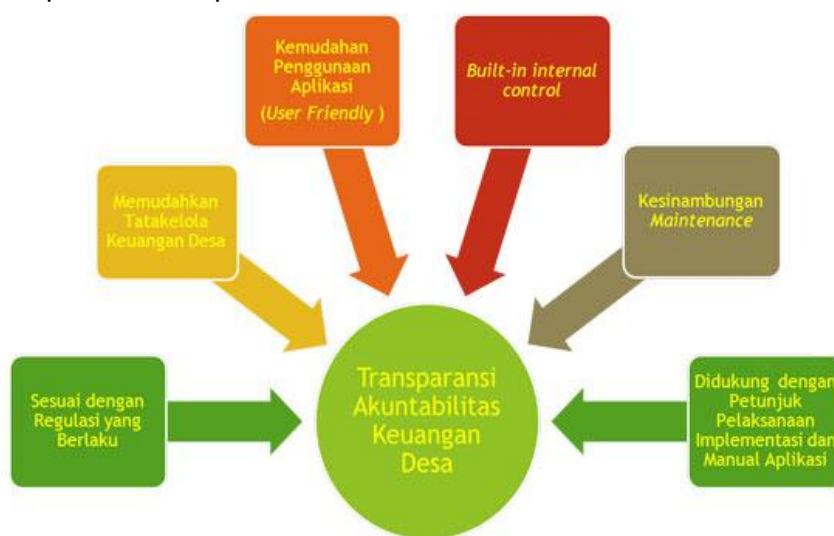 Kemudahan
Penggunaan
Aplikasi
(User Friendly )
Built-in internal
control
Memudahkan
Tatakelola
Keuangan Desa
Kesinambungan
Maintenance
Sesuai dengan
Regulasi yang
Berlaku
Transparansi
Akuntabilitas
Keuangan
Desa
Didukung dengan
Petunjuk
Pelaksanaan
Implementasi dan
Manual Aplikasi